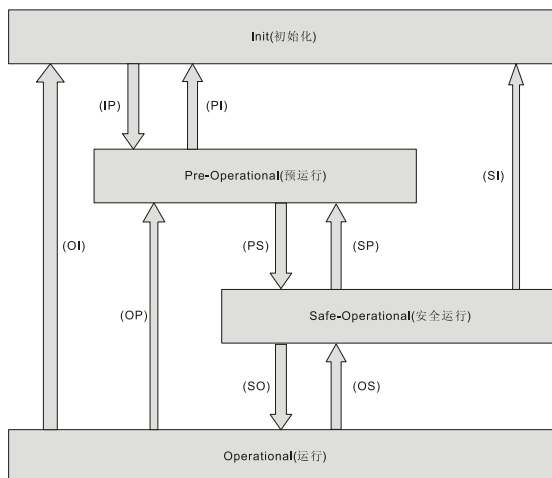 Init(初始化)
(IP)
(PI)
Pre-Operational(预运行)
(SI)
(OI)
(PS)
(SP)
(OP)
Safe-Operational(安全运行)
(SO)
(OS)
Operational(运行)